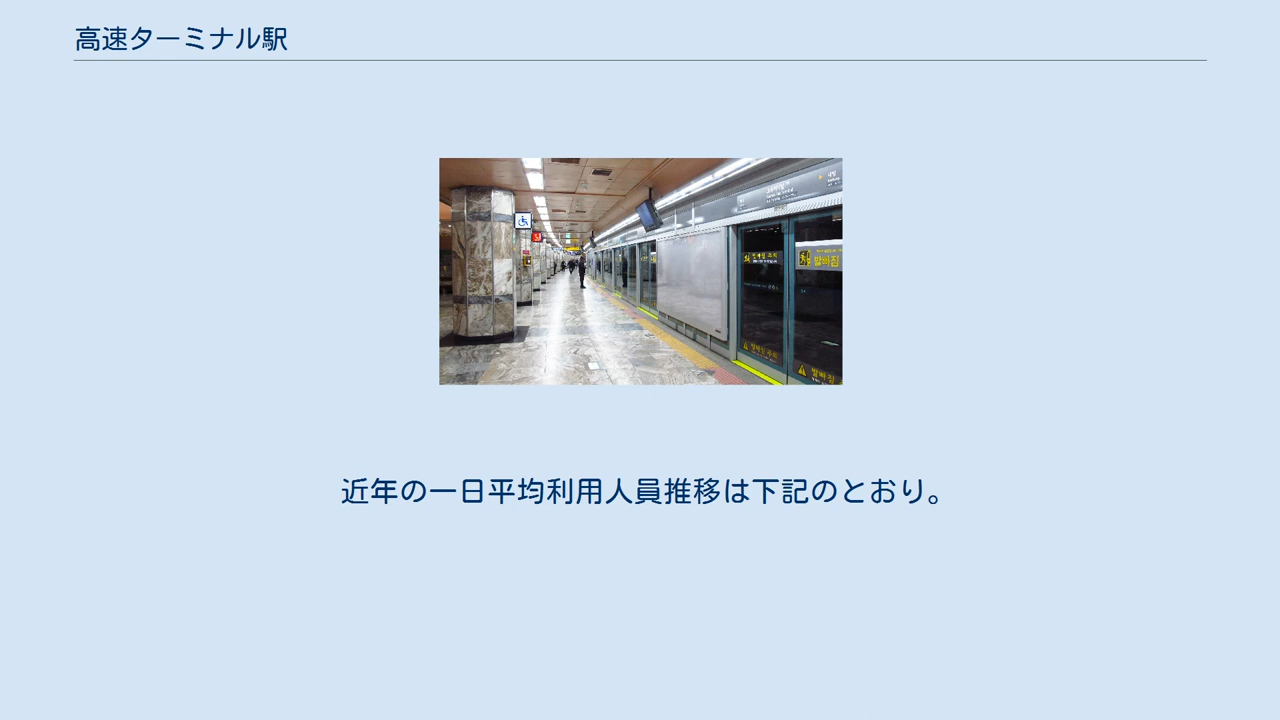 高速ターミナル駅
近年の一日平均利用人員推移は下記のとおり。